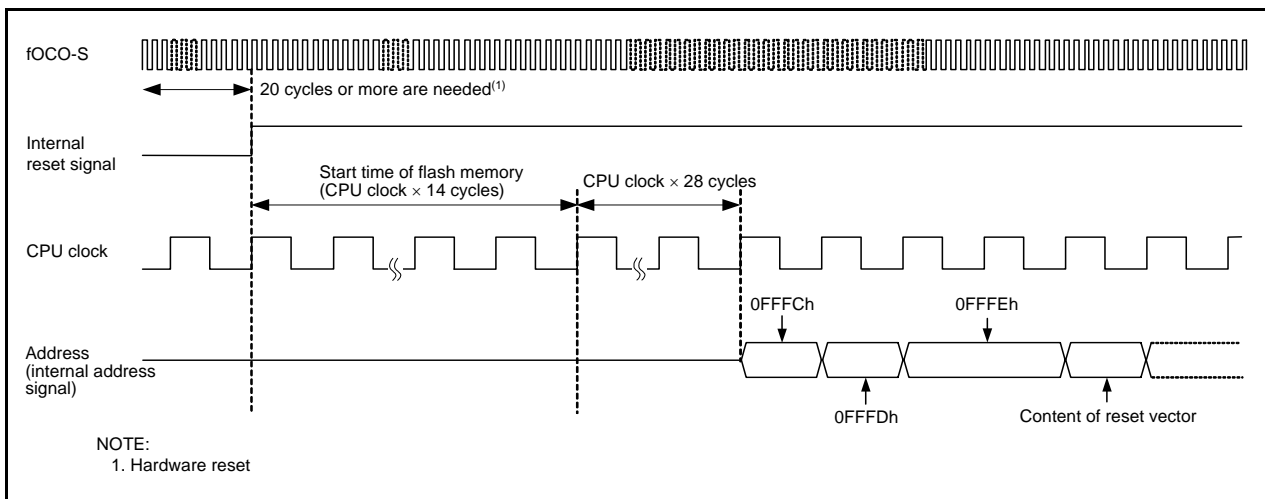 fOCO-S
20 cycles or more are needed(1)
Internal
reset signal
Start time of flash memory
(CPU clock × 14 cycles)
CPU clock × 28 cycles
CPU clock
0FFFCh
0FFFEh
Address
(internal address
signal)
0FFFDh
Content of reset vector
NOTE:
1. Hardware reset